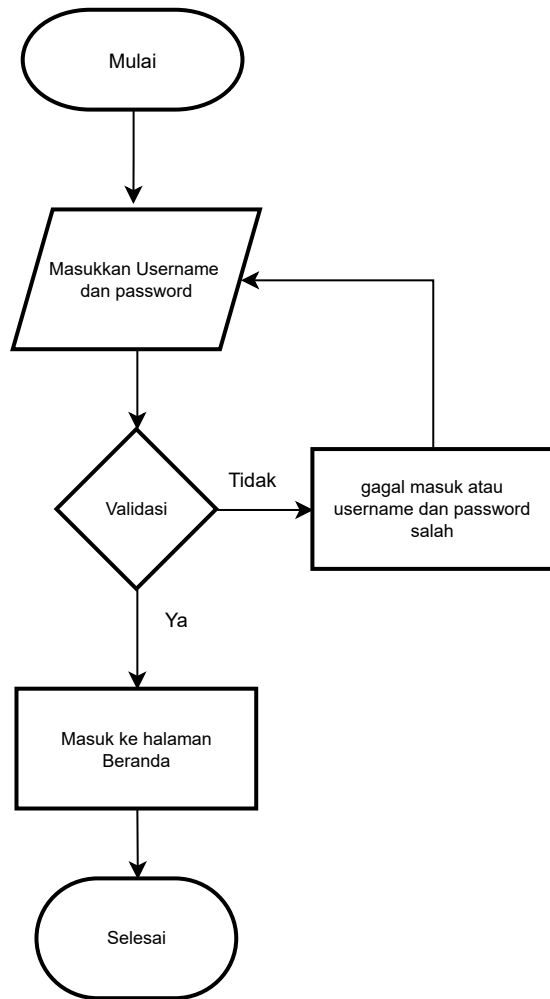 Mulai
Masukkan Username
dan password
Validasi
Tidak
gagal masuk atau
username dan password
salah
Ya
Masuk ke halaman
Beranda
Selesai